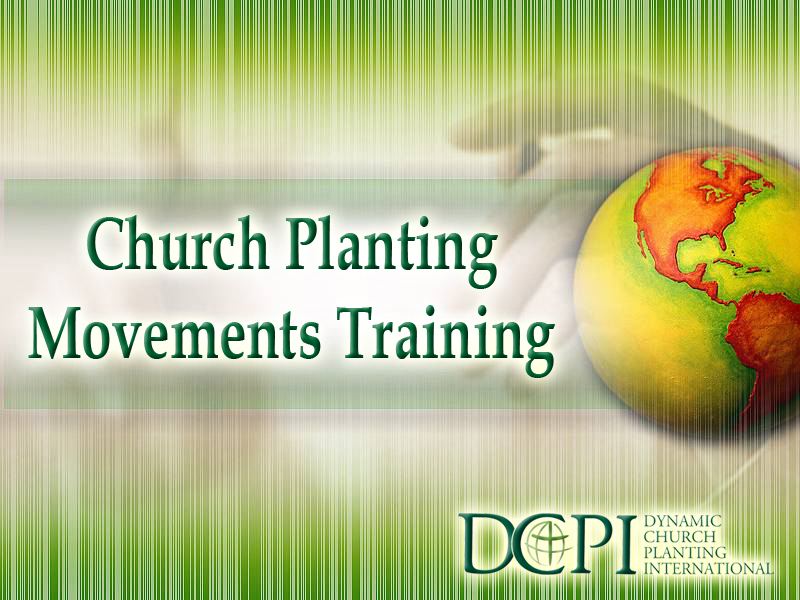 Church Planting
Movements Training
DCPI
DYNAMIC
CHURCH
PLANTING
INTERNATIONAL